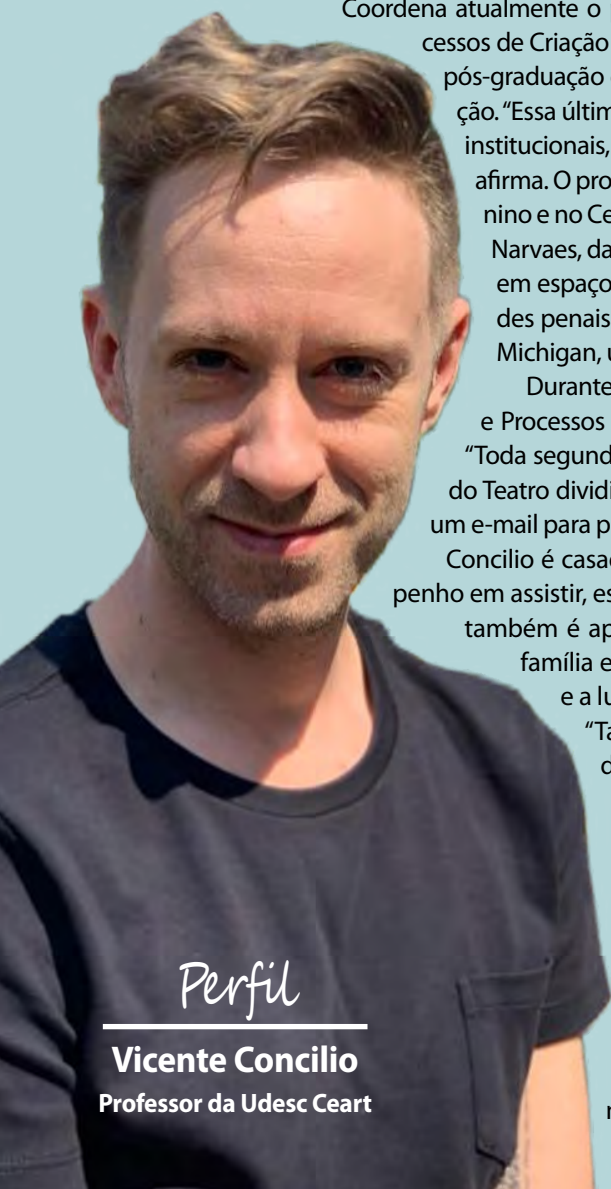 Coordena atualmente o
cessos de Criação
pós-graduação
ção. “Essa últim
institucionais,
afirma. O pro
nino e no Ce
Narvaes, da
em espaço
des penais
Michigan, u
Durante
e Processos
“Toda segund
do Teatro dividi
um e-mail para p
Concilio é casad
penho em assistir, es
também é ap
família e
e a lu
“Ta
d
Perfil
Vicente Concilio
Professor da Udesc Ceart